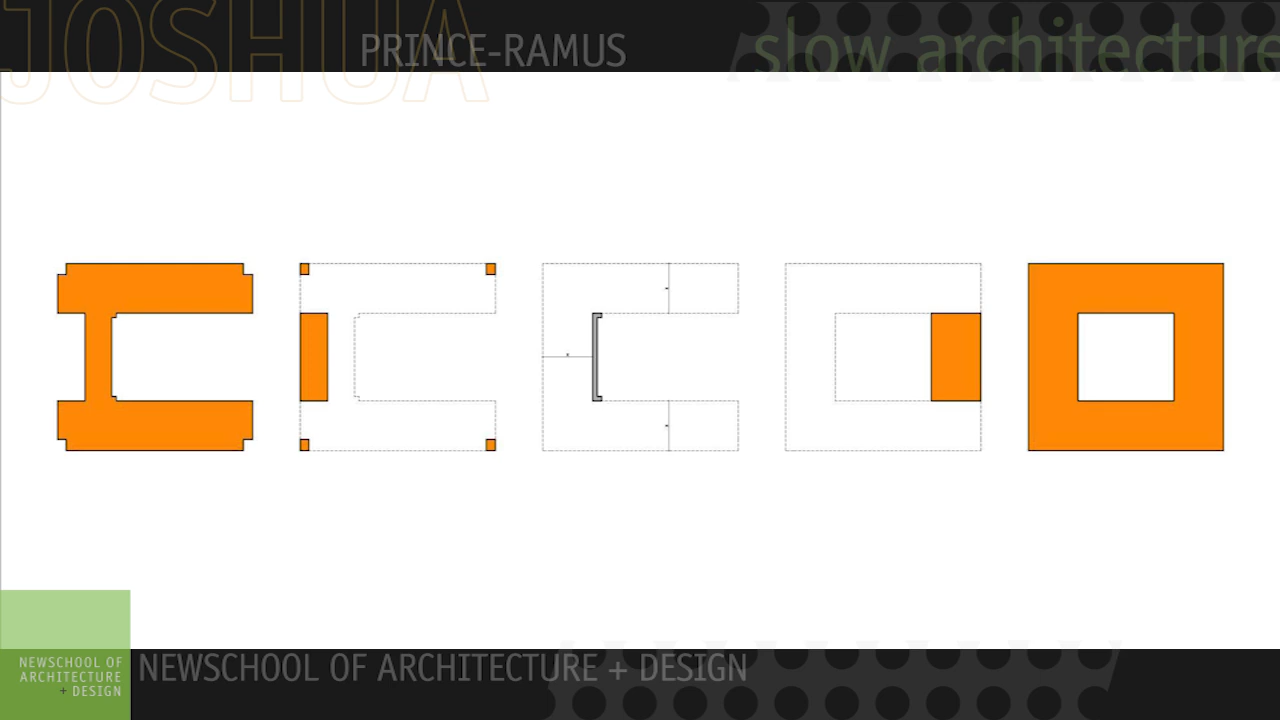 JOSHUA
PRINCE-RAMUS
slow architecture
NEWSCHOOL OF
ARCHITECTURE
+ DESIGN
NEWSCHOOL OF ARCHITECTURE + DESIGN